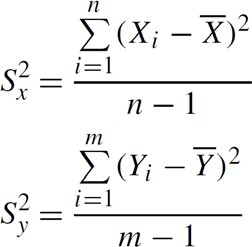 $$S_x^2 = \frac{\sum_{i=1}^{n} (X_i - \overline{X})^2}{n - 1}$$
$$S_y^2 = \frac{\sum_{i=1}^{m} (Y_i - \overline{Y})^2}{m - 1}$$